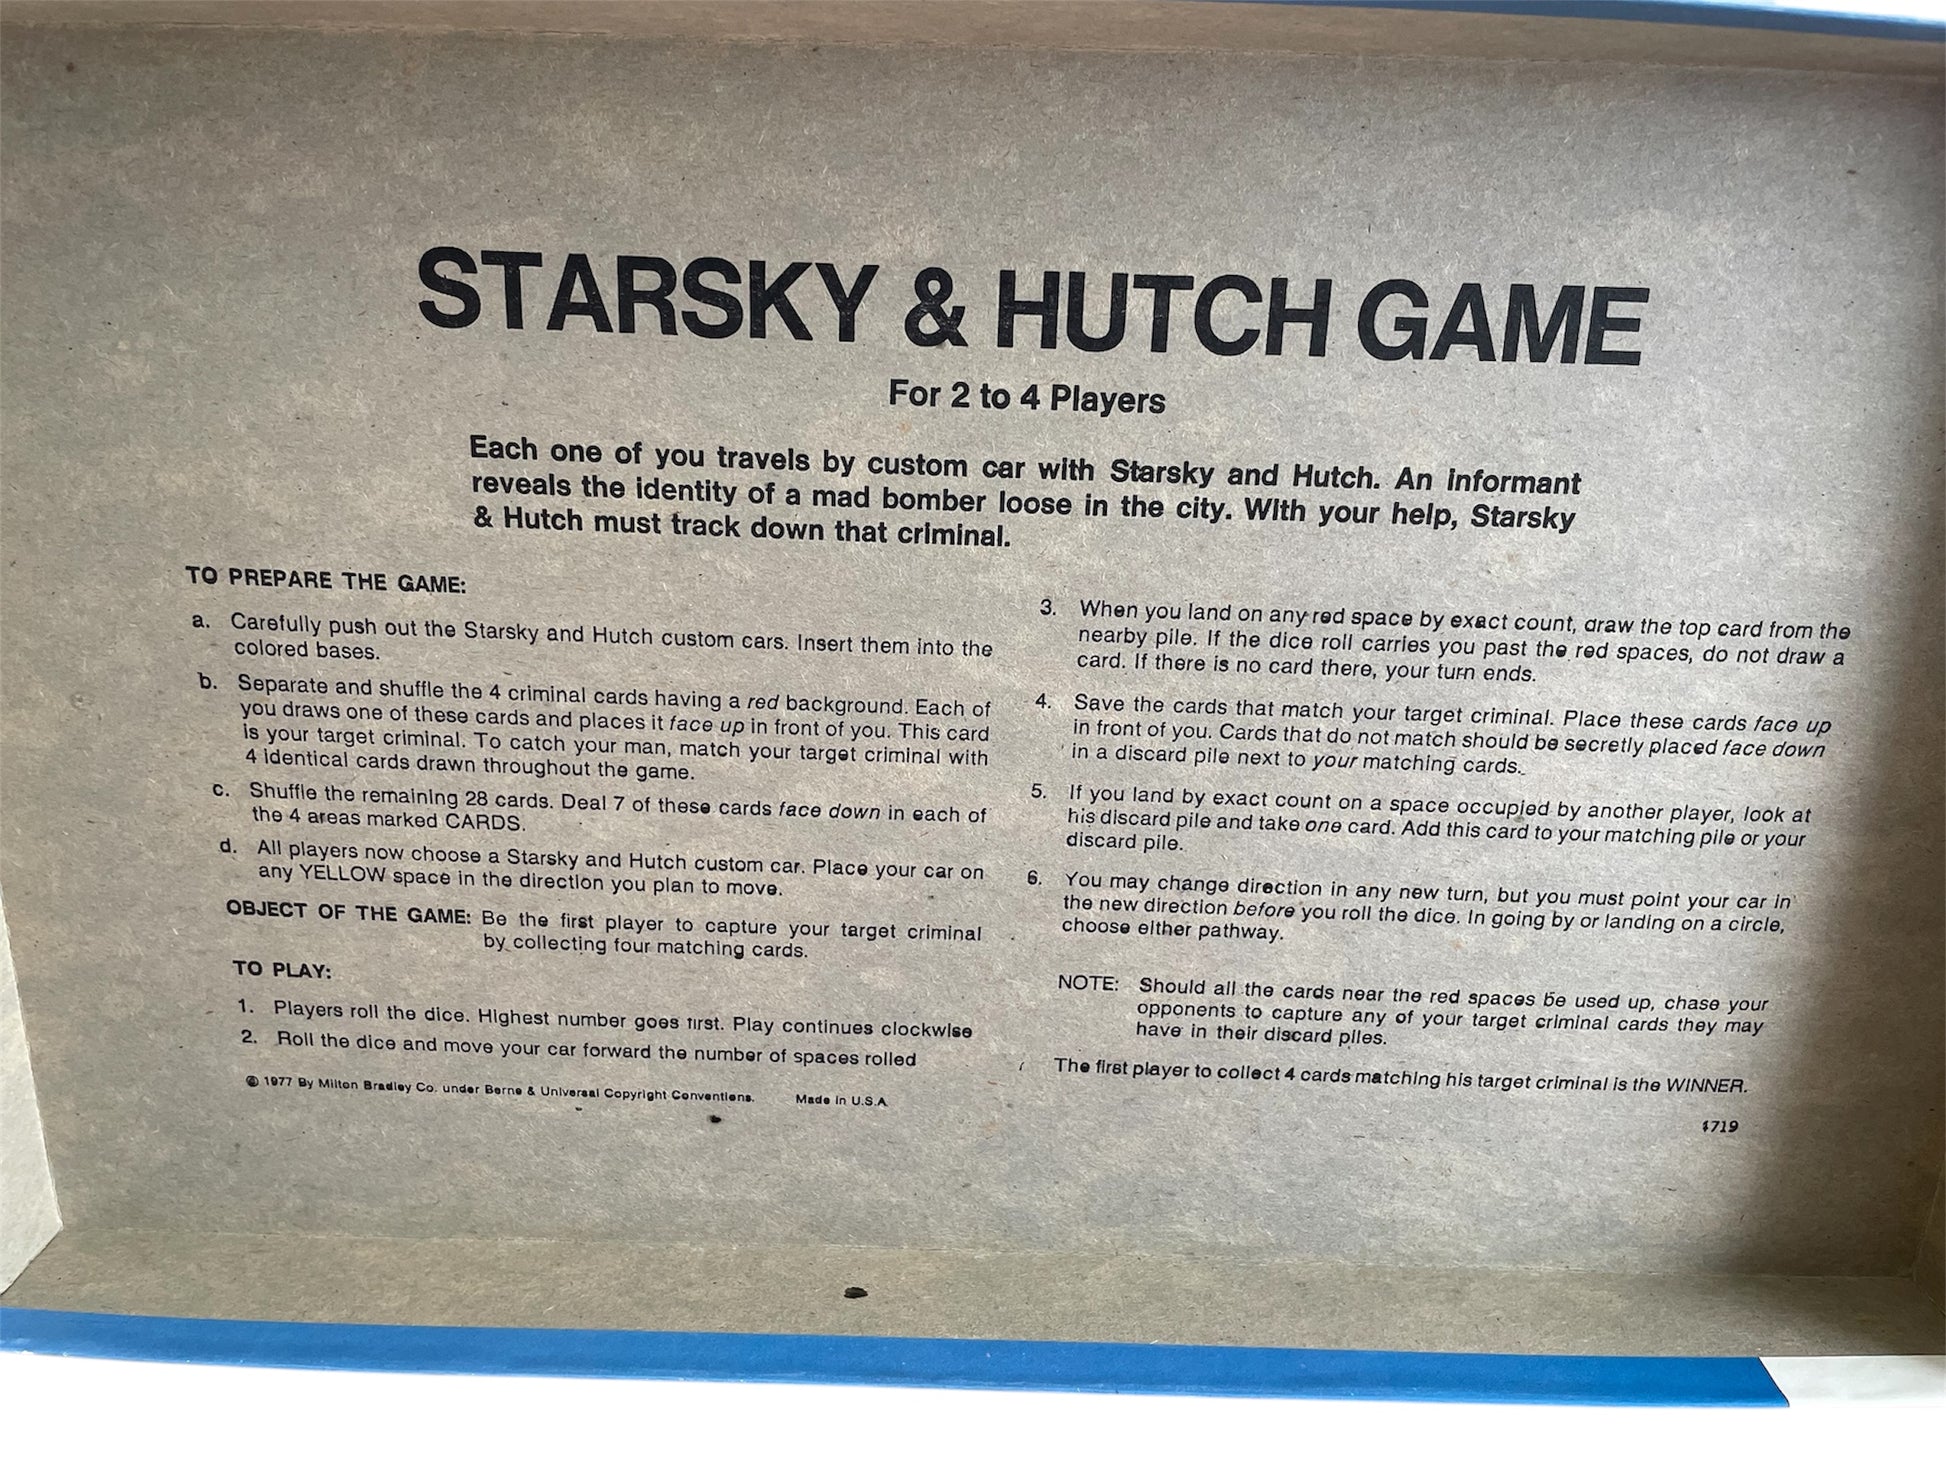 STARSKY & HUTCH GAME
For 2 to 4 Players
Each one of you travels by custom car with Starsky and Hutch. An informant
reveals the identity of a mad bomber loose in the city. With your help, Starsky
& Hutch must track down that criminal.
TO PREPARE THE GAME:
a. Carefully push out the Starsky and Hutch custom cars. Insert them into the
colored bases.
b. Separate and shuffle the 4 criminal cards having a red background. Each of
you draws one of these cards and places it face up in front of you. This card
is your target criminal. To catch your man, match your target criminal with
4 identical cards drawn throughout the game.
c. Shuffle the remaining 28 cards. Deal 7 of these cards face down in each of
the 4 areas marked CARDS.
d. All players now choose a Starsky and Hutch custom car. Place your car on
any YELLOW space in the direction you plan to move.
OBJECT OF THE GAME: Be the first player to capture your target criminal
by collecting four matching cards.
TO PLAY:
1. Players roll the dice. Highest number goes first. Play continues clockwise
2. Roll the dice and move your car forward the number of spaces rolled
© 1977 By Milton Bradley Co. under Berne & Universal Copyright Conventions. Made in U.S.A
3. When you land on any red space by exact count, draw the top card from the
nearby pile. If the dice roll carries you past the red spaces, do not draw a
card. If there is no card there, your turn ends.
4. Save the cards that match your target criminal. Place these cards face up
in front of you. Cards that do not match should be secretly placed face down
in a discard pile next to your matching cards.
5. If you land by exact count on a space occupied by another player, look at
his discard pile and take one card. Add this card to your matching pile or your
discard pile.
6. You may change direction in any new turn, but you must point your car in
the new direction before you roll the dice. In going by or landing on a circle,
choose either pathway.
NOTE: Should all the cards near the red spaces be used up, chase your
opponents to capture any of your target criminal cards they may
have in their discard piles.
The first player to collect 4 cards matching his target criminal is the WINNER.